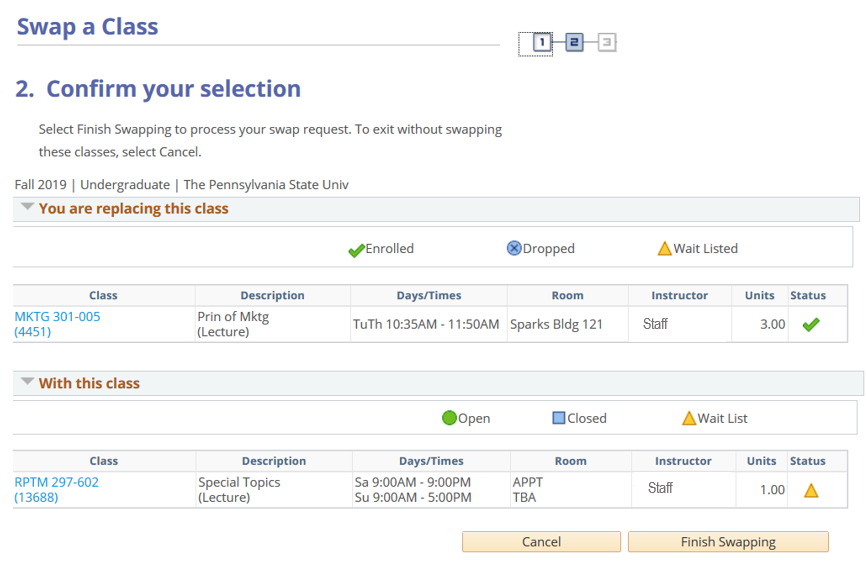 Swap a Class
1 2 3
2. Confirm your selection
Select Finish Swapping to process your swap request. To exit without swapping
these classes, select Cancel.
Fall 2019 | Undergraduate | The Pennsylvania State Univ
You are replacing this class
Enrolled Dropped Wait Listed
Class Description Days/Times Room Instructor Units Status
MKTG 301-005 Prin of Mktg TuTh 10:35AM - 11:50AM Sparks Bldg 121 Staff 3.00
(4451) (Lecture)
With this class
Open Closed Wait List
Class Description Days/Times Room Instructor Units Status
RPTM 297-602 Special Topics Sa 9:00AM - 9:00PM APPT Staff 1.00
(13688) (Lecture) Su 9:00AM - 5:00PM TBA
Cancel Finish Swapping